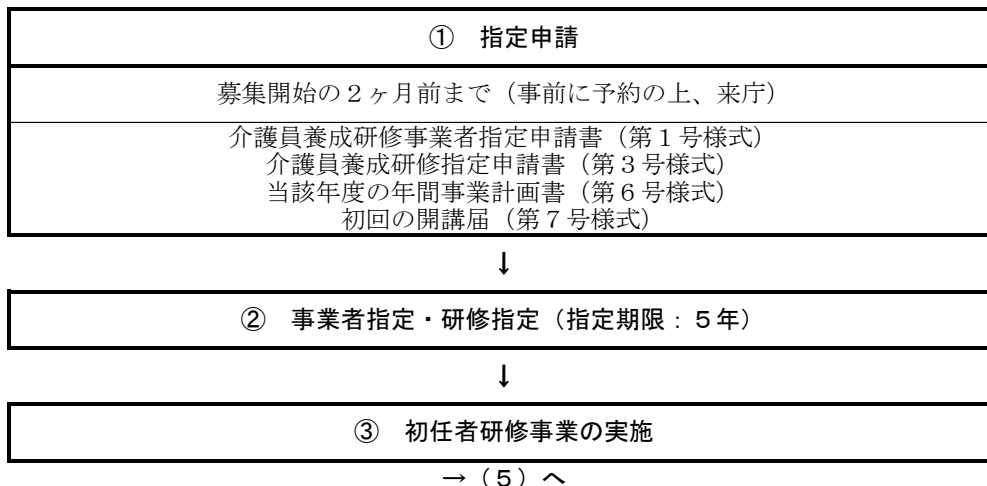 ①　指定申請
募集開始の２ヶ月前まで（事前に予約の上、来庁）
介護員養成研修事業者指定申請書（第１号様式）
介護員養成研修指定申請書（第３号様式）
当該年度の年間事業計画書（第６号様式）
初回の開講届（第７号様式）
↓
②　事業者指定・研修指定（指定期限：５年）
↓
③　初任者研修事業の実施
→（５）へ